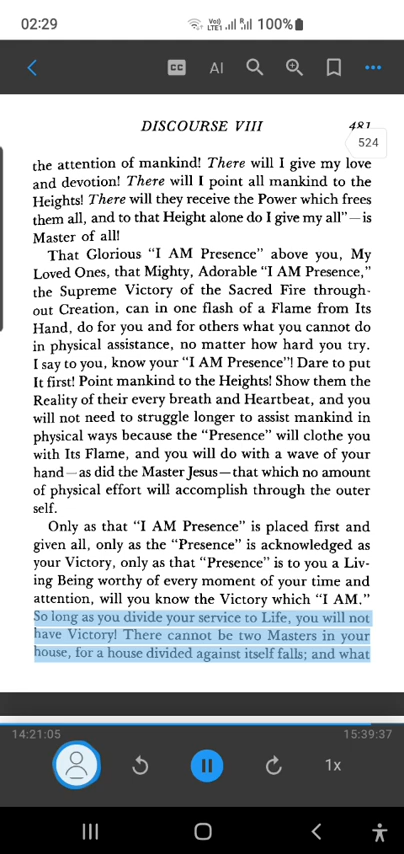 02:29
Vo))
LTE1
R
100%
CC
AI
DISCOURSE VIII
481
524
the attention of mankind! There will I give my love
and devotion! There will I point all mankind to the
Heights! There will they receive the Power which frees
them all, and to that Height alone do I give my all”—is
Master of all!
That Glorious “I AM Presence” above you, My
Loved Ones, that Mighty, Adorable “I AM Presence,”
the Supreme Victory of the Sacred Fire through-
out Creation, can in one flash of a Flame from Its
Hand, do for you and for others what you cannot do
in physical assistance, no matter how hard you try.
I say to you, know your “I AM Presence”! Dare to put
It first! Point mankind to the Heights! Show them the
Reality of their every breath and Heartbeat, and you
will not need to struggle longer to assist mankind in
physical ways because the “Presence” will clothe you
with Its Flame, and you will do with a wave of your
hand—as did the Master Jesus—that which no amount
of physical effort will accomplish through the outer
self.
Only as that “I AM Presence” is placed first and
given all, only as the “Presence” is acknowledged as
your Victory, only as that “Presence” is to you a Liv-
ing Being worthy of every moment of your time and
attention, will you know the Victory which “I AM.”
So long as you divide your service to Life, you will not
have Victory! There cannot be two Masters in your
house, for a house divided against itself falls; and what
14:21:05
15:39:37
1x